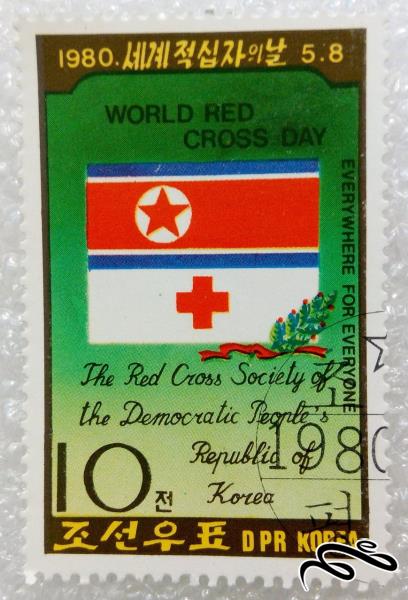 1980. 세계적십자의날 5.8
WORLD RED
CROSS DAY
EVERYWHERE FOR EVERYONE
The Red Cross Society of
the Democratic People's
Republic of
Korea
10전
1980
조선우표 DPR KOREA